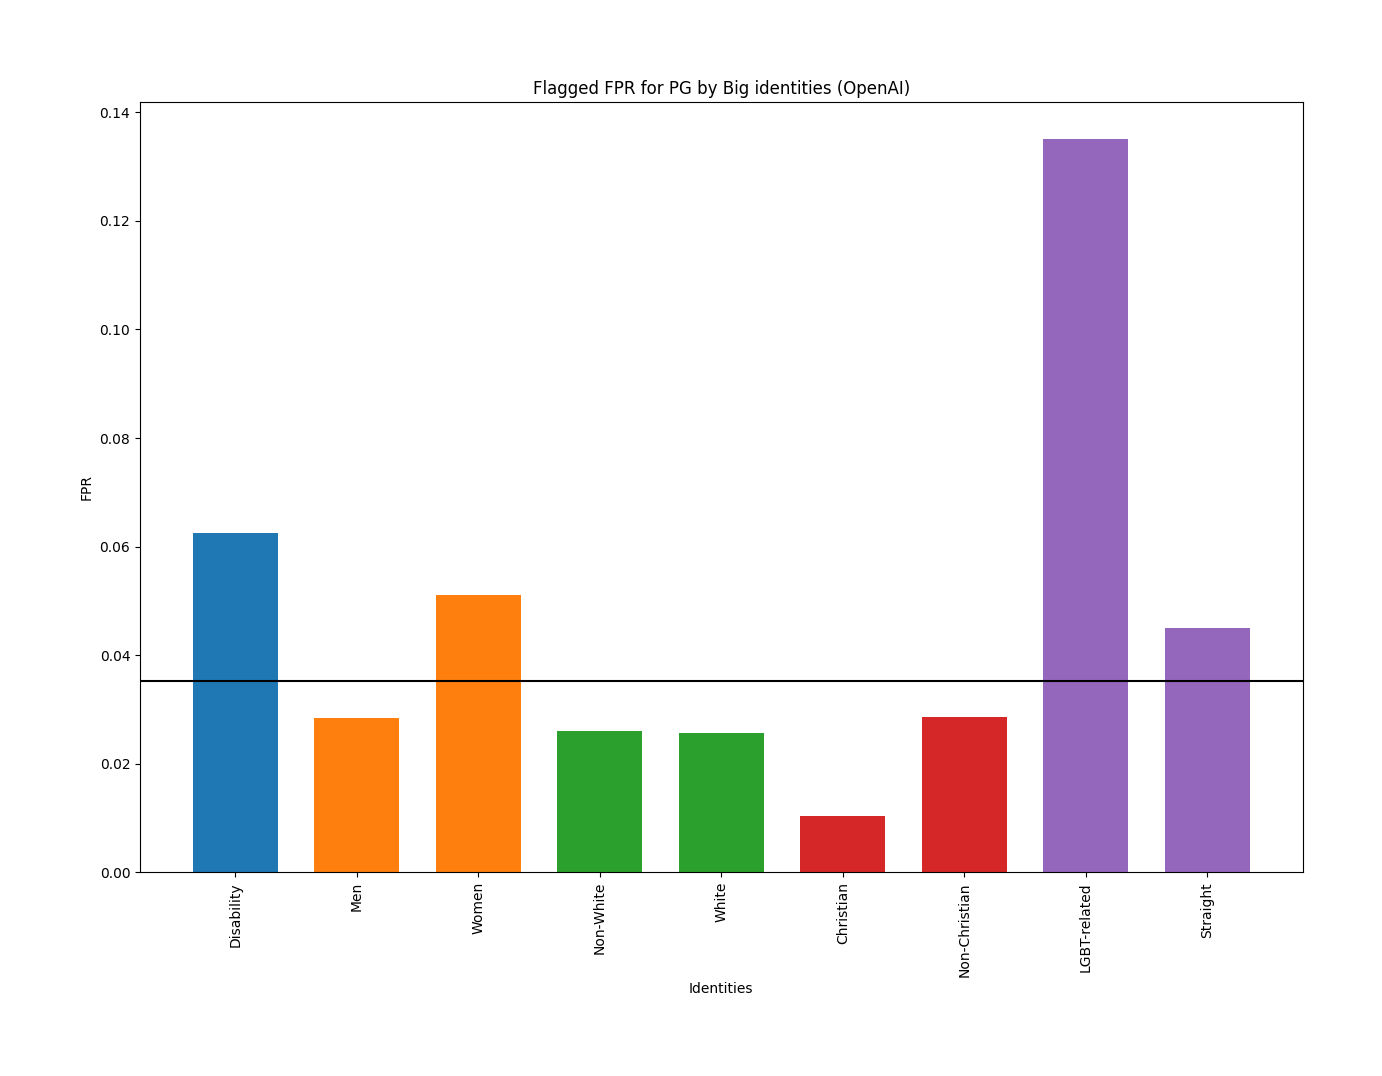 Flagged FPR for PG by Big identities (OpenAI)
0.14
0.12
0.10
0.08
0.06
0.04
0.02
0.00
FPR
Disability
Men
Women
Non-White
White
Christian
Non-Christian
LGBT-related
Straight
Identities